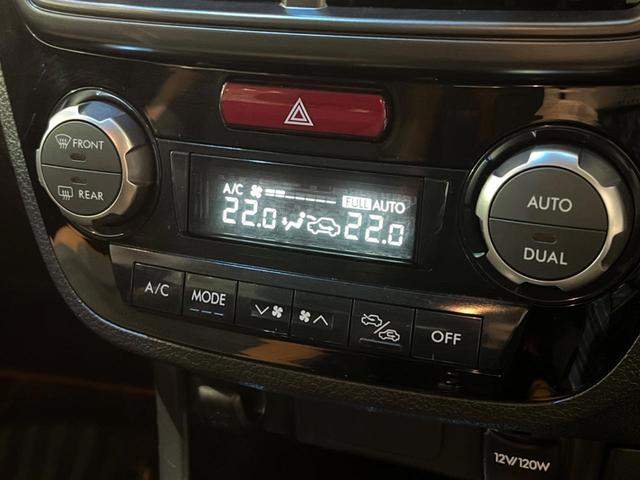 FRONT
REAR
A/C FULL AUTO
22.0 22.0
AUTO
DUAL
A/C
MODE
OFF
12V/120W